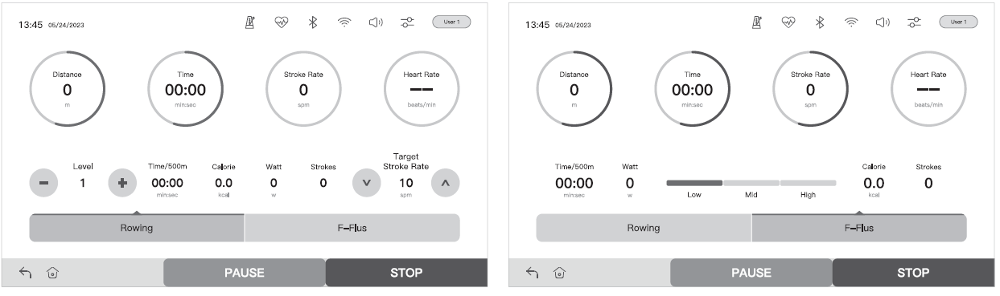 13:45 05/24/2023 User 1
Distance Time Stroke Rate Heart Rate
0 00:00 0 ––
m min:sec spm beats/min
Target
Level Time/500m Calorie Watt Strokes Stroke Rate
– 1 + 00:00 0.0 0 0 v 10 ʌ
min:sec kcal w spm
Rowing F–Plus
PAUSE STOP
13:45 05/24/2023 User 1
Distance Time Stroke Rate Heart Rate
0 00:00 0 ––
m min:sec spm beats/min
Time/500m Watt Calorie Strokes
00:00 0 0.0 0
min:sec w Low Mid High kcal
Rowing F–Plus
PAUSE STOP